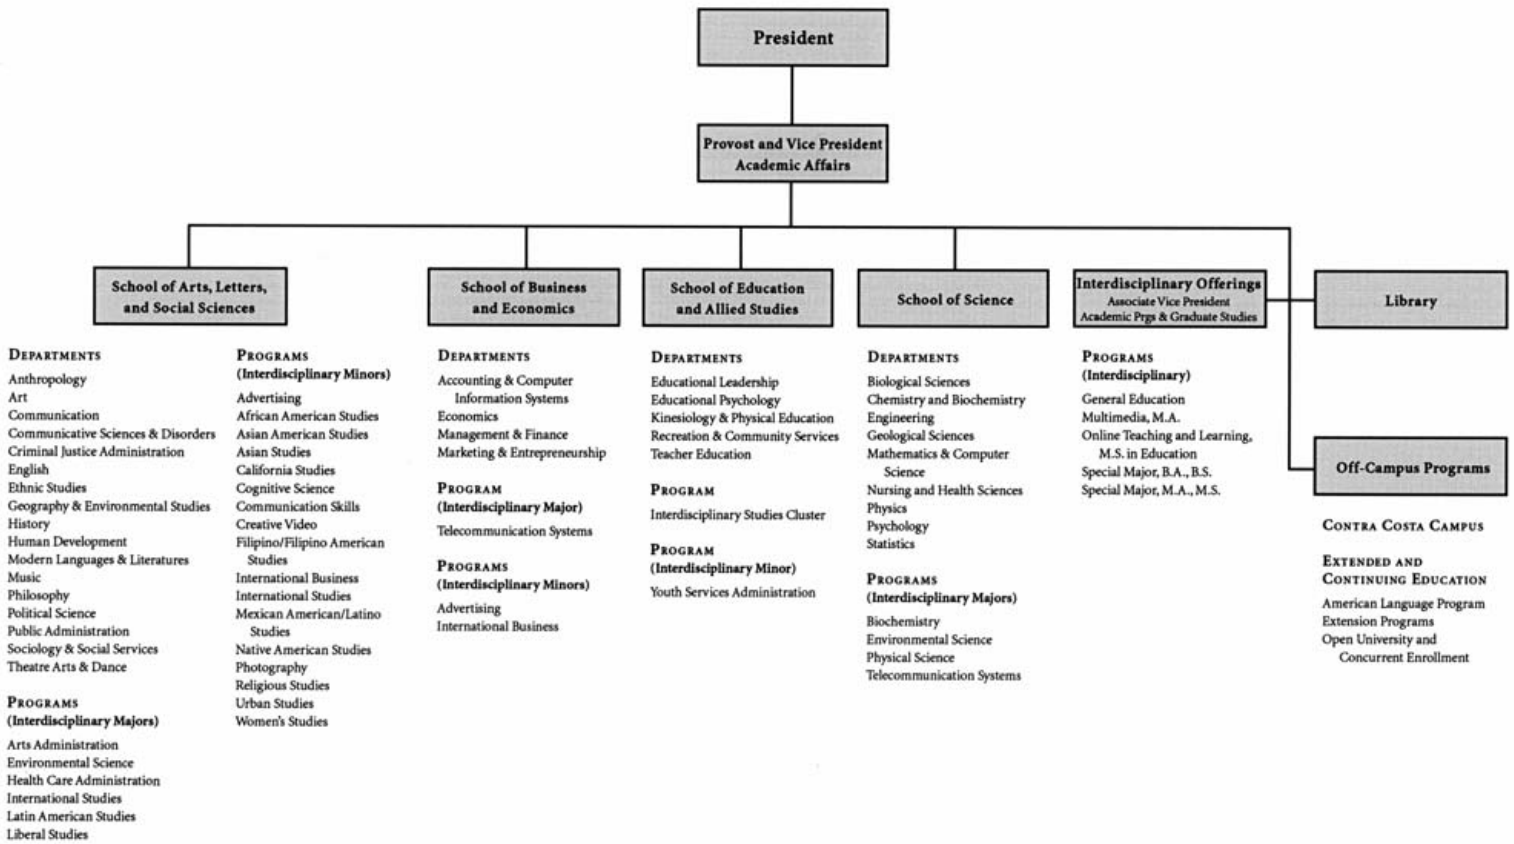 President
Provost and Vice President
Academic Affairs
School of Arts, Letters,
and Social Sciences
DEPARTMENTS
Anthropology
Art
Communication
Communicative Sciences & Disorders
Criminal Justice Administration
English
Ethnic Studies
Geography & Environmental Studies
History
Human Development
Modern Languages & Literatures
Music
Philosophy
Political Science
Public Administration
Sociology & Social Services
Theatre Arts & Dance
PROGRAMS
(Interdisciplinary Majors)
Arts Administration
Environmental Science
Health Care Administration
International Studies
Latin American Studies
Liberal Studies
PROGRAMS
(Interdisciplinary Minors)
Advertising
African American Studies
Asian American Studies
Asian Studies
California Studies
Cognitive Science
Communication Skills
Creative Video
Filipino/Filipino American
Studies
International Business
International Studies
Mexican American/Latino
Studies
Native American Studies
Photography
Religious Studies
Urban Studies
Women's Studies
School of Business
and Economics
DEPARTMENTS
Accounting & Computer
Information Systems
Economics
Management & Finance
Marketing & Entrepreneurship
PROGRAM
(Interdisciplinary Major)
Telecommunication Systems
PROGRAMS
(Interdisciplinary Minors)
Advertising
International Business
School of Education
and Allied Studies
DEPARTMENTS
Educational Leadership
Educational Psychology
Kinesiology & Physical Education
Recreation & Community Services
Teacher Education
PROGRAM
Interdisciplinary Studies Cluster
PROGRAM
(Interdisciplinary Minor)
Youth Services Administration
School of Science
DEPARTMENTS
Biological Sciences
Chemistry and Biochemistry
Engineering
Geological Sciences
Mathematics & Computer
Science
Nursing and Health Sciences
Physics
Psychology
Statistics
PROGRAMS
(Interdisciplinary Majors)
Biochemistry
Environmental Science
Physical Science
Telecommunication Systems
Interdisciplinary Offerings
Associate Vice President
Academic Prgs & Graduate Studies
PROGRAMS
(Interdisciplinary)
General Education
Multimedia, M.A.
Online Teaching and Learning,
M.S. in Education
Special Major, B.A., B.S.
Special Major, M.A., M.S.
Library
Off-Campus Programs
CONTRA COSTA CAMPUS
EXTENDED AND
CONTINUING EDUCATION
American Language Program
Extension Programs
Open University and
Concurrent Enrollment